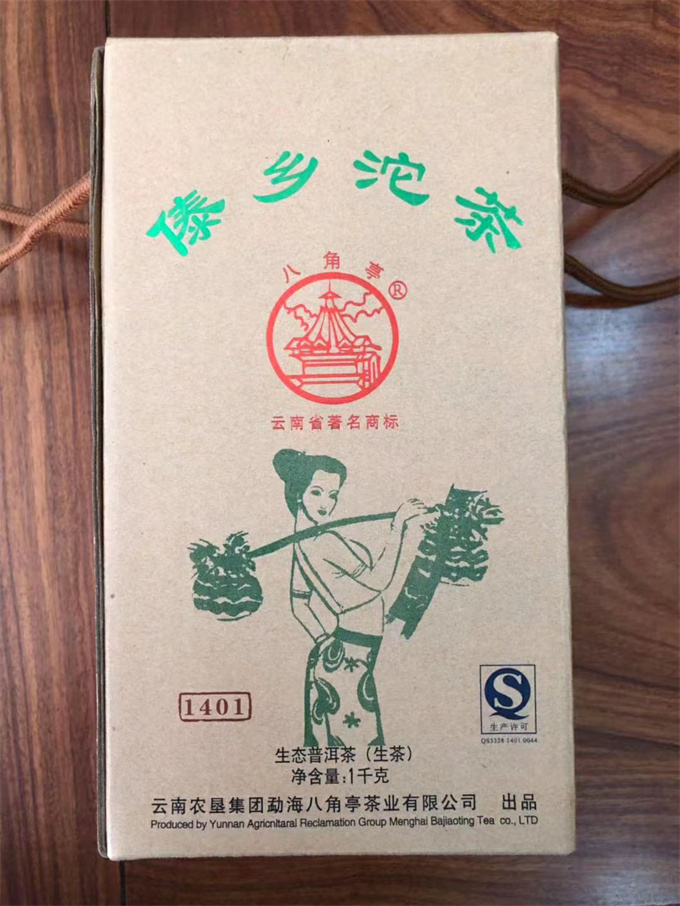 傣乡沱茶
八角亭®
云南省著名商标
1401
生产许可
QS5328 1401 0044
生态普洱茶（生茶）
净含量:1千克
云南农垦集团勐海八角亭茶业有限公司 出品
Produced by Yunnan Agricnitarai Reclamation Group Menghai Bajiaoting Tea co., LTD